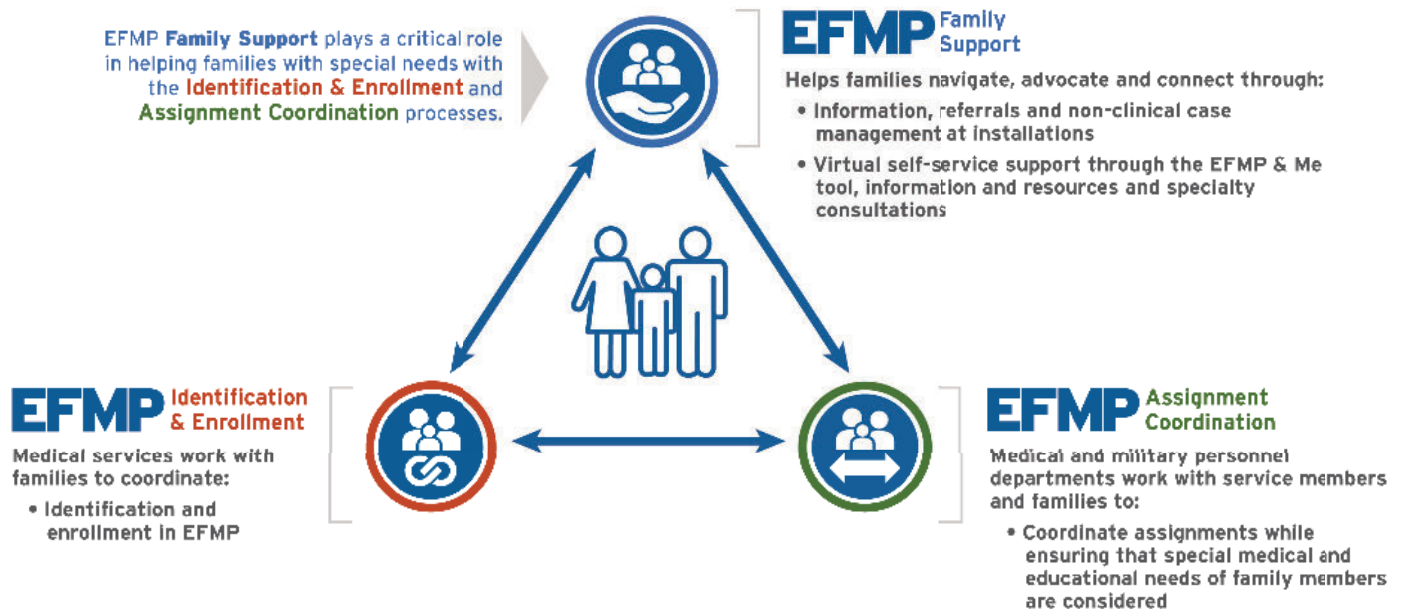 EFMP Family Support plays a critical role
in helping families with special needs with
the Identification & Enrollment and
Assignment Coordination processes.
EFMP Family
Support
Helps families navigate, advocate and connect through:
• Information, referrals and non-clinical case
management at installations
• Virtual self-service support through the EFMP & Me
tool, information and resources and specialty
consultations
EFMP Identification
& Enrollment
Medical services work with
families to coordinate:
• Identification and
enrollment in EFMP
EFMP Assignment
Coordination
Medical and military personnel
departments work with service members
and families to:
• Coordinate assignments while
ensuring that special medical and
educational needs of family members
are considered